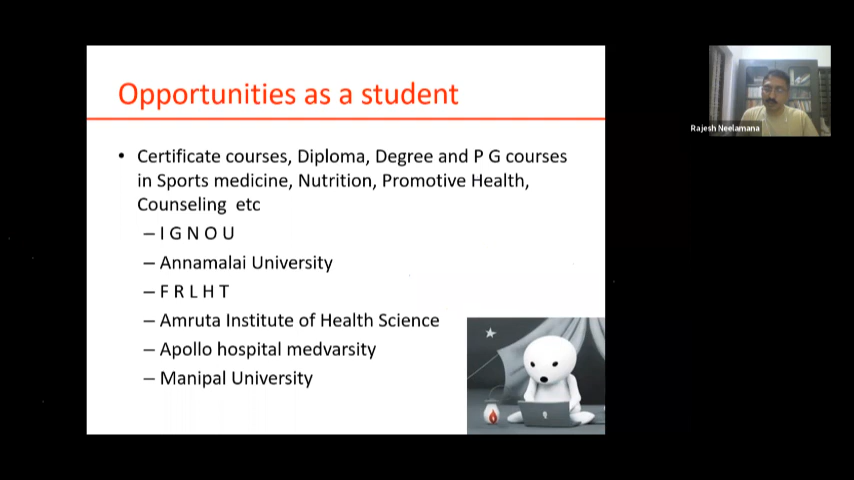 Opportunities as a student
• Certificate courses, Diploma, Degree and P G courses
in Sports medicine, Nutrition, Promotive Health,
Counseling  etc
– I G N O U
– Annamalai University
– F R L H T
– Amruta Institute of Health Science
– Apollo hospital medvarsity
– Manipal University
Rajesh Neelamana